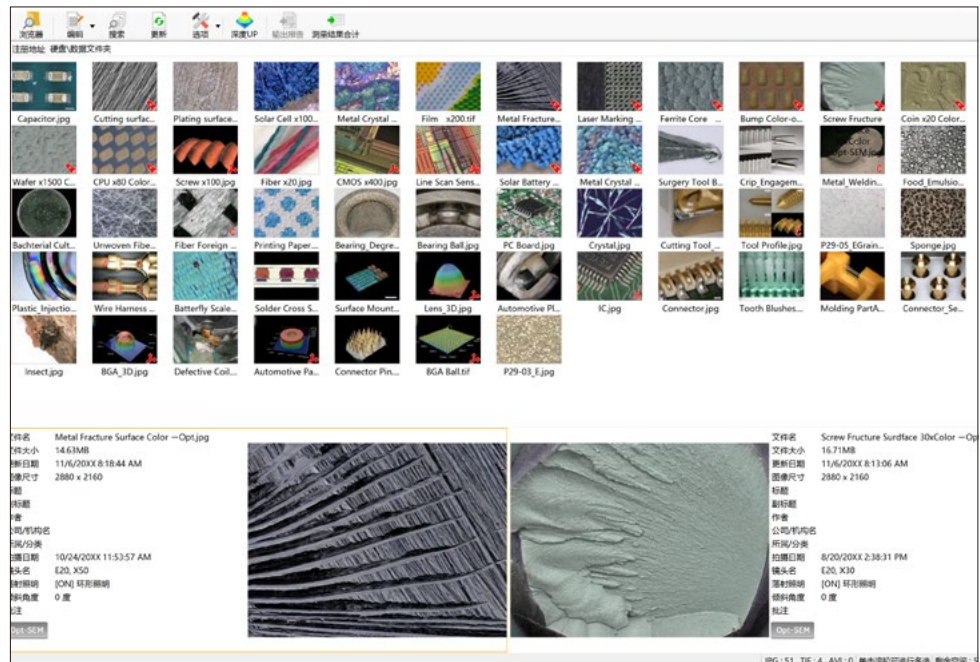 浏览器 编辑 搜索 更新 选项 深度UP 输出报告 测量结果合计
注册地址 硬盘\数据文件夹
Capacitor.jpg Cutting surfac... Plating surface... Solar Cell x100... Metal Crystal ... Film x200.tif Metal Fracture... Laser Marking ... Ferrite Core ... Bump Color-o... Screw Fructure Coin x20 Color...
Wafer x1500 C... CPU x80 Color... Screw x100.jpg Fiber x20.jpg CMOS x400.jpg Line Scan Sens... Solar Battery ... Metal Crystal ... Surgery Tool B... Crip_Engagem... Metal_Weldin... Food_Emulsio...
Bachterial Cult... Unwoven Fibe... Fiber Foreign ... Printing Paper... Bearing_Degre... Bearing Ball.jpg PC Board.jpg Crystal.jpg Cutting Tool_... Tool Profile.jpg P29-05_EGrain... Sponge.jpg
Plastic_Injectio... Wire Harness ... Batterfly Scale... Solder Cross S... Surface Mount... Lens_3D.jpg Automotive Pl... IC.jpg Connector.jpg Tooth Blushes... Molding PartA... Connector_Se...
Insect.jpg BGA_3D.jpg Defective Coil... Automotive Pa... Connector Pin... BGA Ball.tif P29-03_E.jpg
文件名 Metal Fracture Surface Color —Opt.jpg
文件大小 14.63MB
更新日期 11/6/20XX 8:18:44 AM
图像尺寸 2880 x 2160
标题
副标题
作者
公司/机构名
所属/分类
拍摄日期 10/24/20XX 11:53:57 AM
镜头名 E20, X50
落射照明 [ON] 环形照明
倾斜角度 0 度
批注
Opt-SEM
文件名 Screw Fructure Surdface 30xColor —Op
文件大小 16.71MB
更新日期 11/6/20XX 8:13:06 AM
图像尺寸 2880 x 2160
标题
副标题
作者
公司/机构名
所属/分类
拍摄日期 8/20/20XX 2:38:31 PM
镜头名 E20, X30
落射照明 [ON] 环形照明
倾斜角度 0 度
批注
Opt-SEM
JPG : 51 TIF : 4 AVI : 0